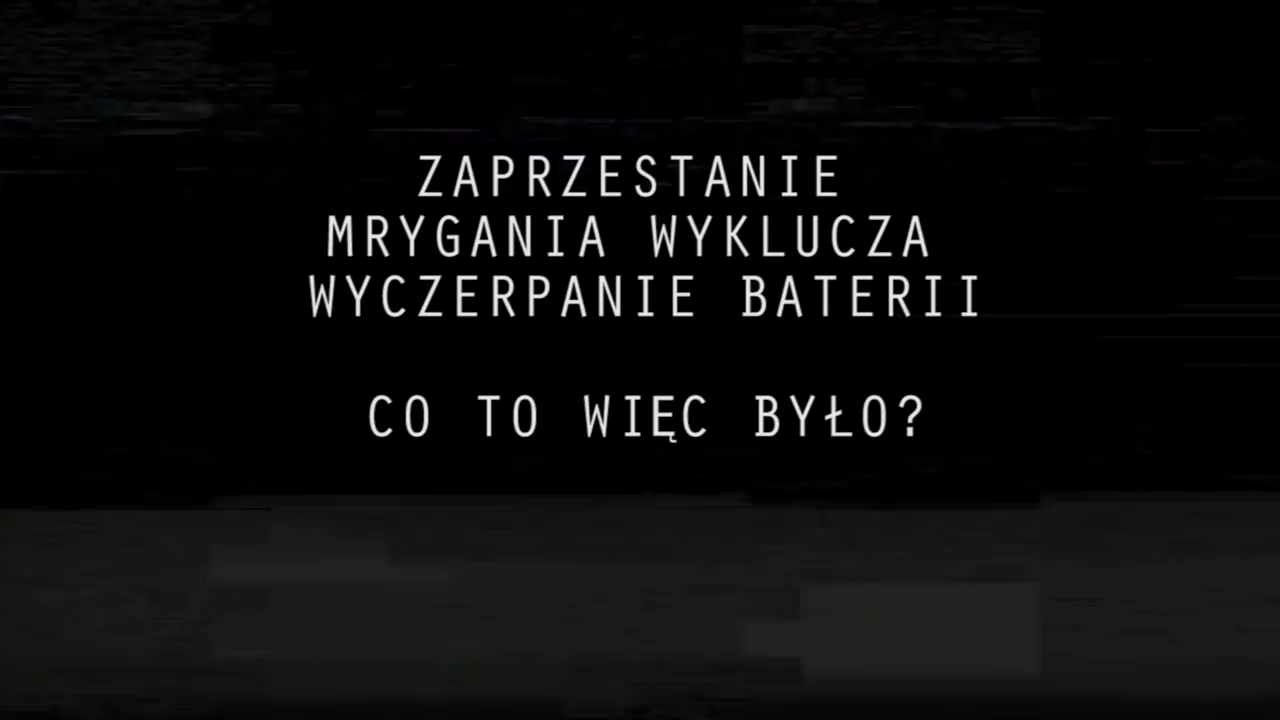 ZAPRZESTANIE
MRYGANIA WYKLUCZA
WYCZERPANIE BATERII
CO TO WIĘC BYŁO?